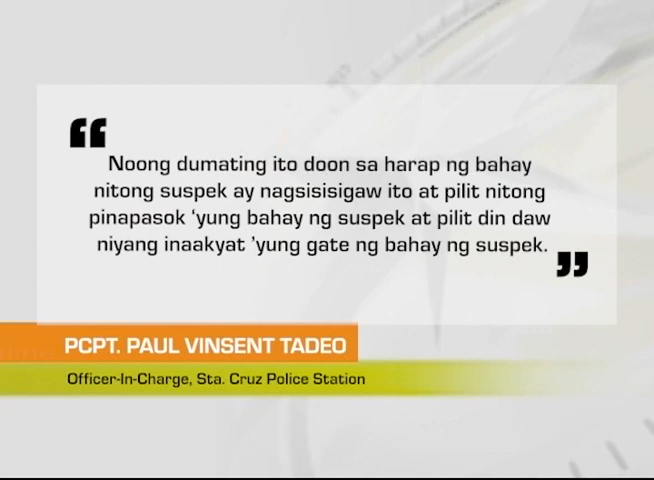 “
Noong dumating ito doon sa harap ng bahay
nitong suspek ay nagsisisigaw ito at pilit nitong
pinapasok ‘yung bahay ng suspek at pilit din daw
niyang inaakyat ’yung gate ng bahay ng suspek.
”
PCPT. PAUL VINSENT TADEO
Officer-In-Charge, Sta. Cruz Police Station